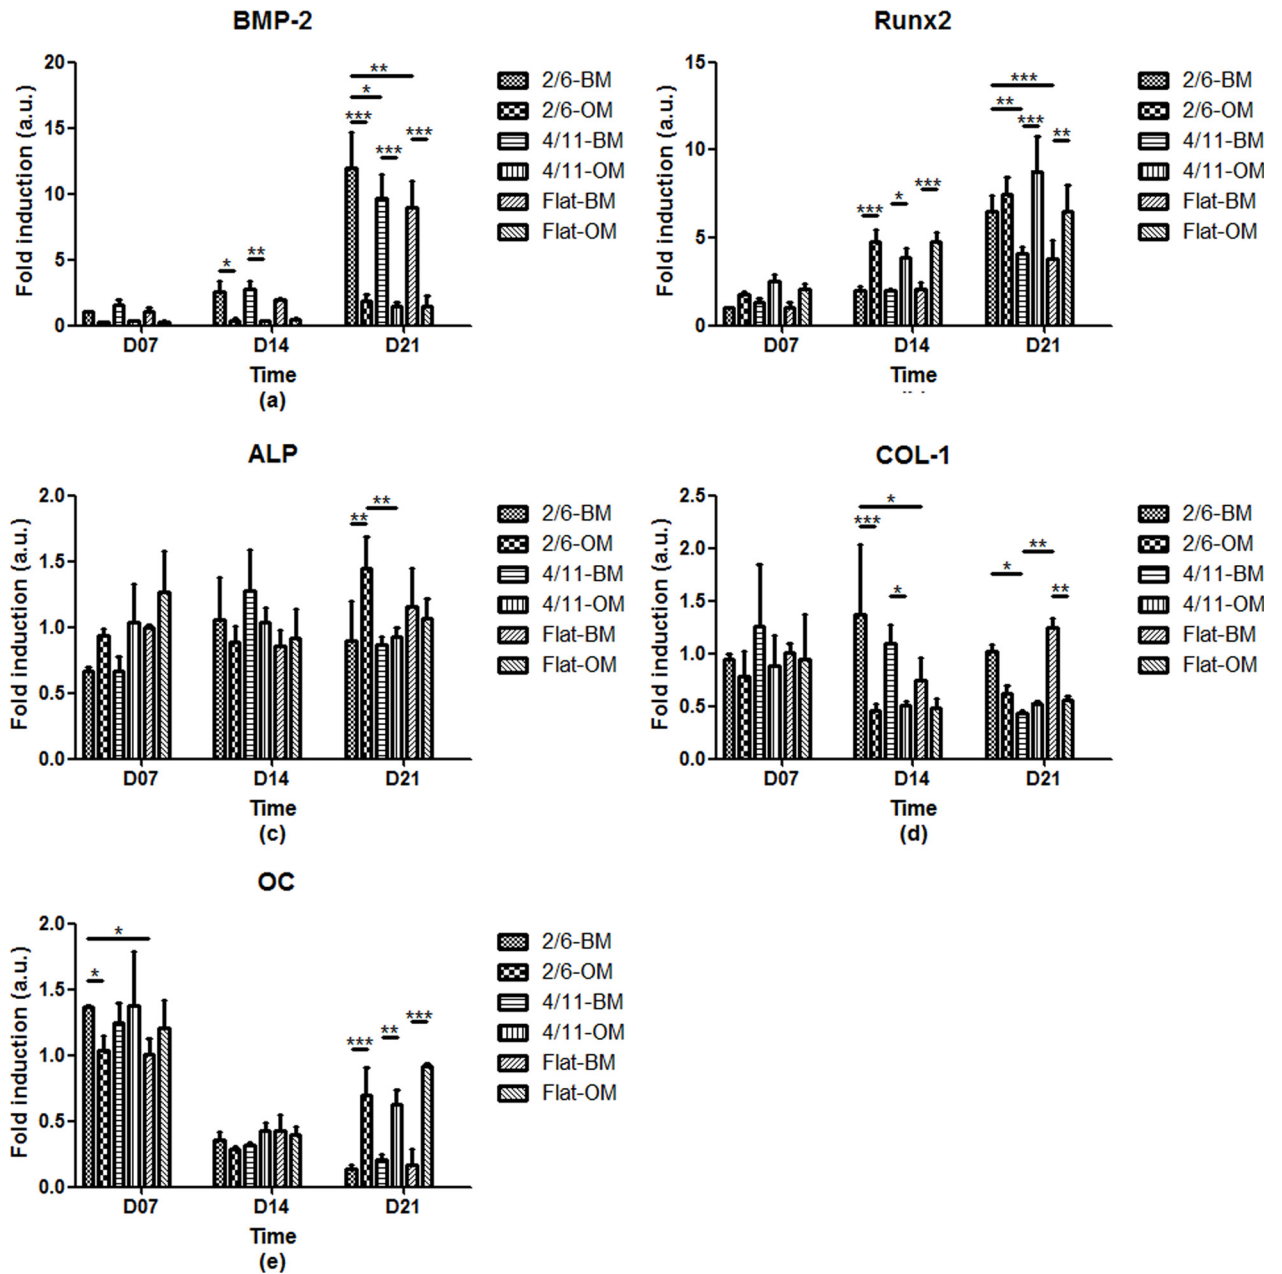 BMP-2
Fold induction (a.u.)
20
15
10
5
0
*
**
***
*
***
**
***
D07
D14
D21
Time
(a)
2/6-BM
2/6-OM
4/11-BM
4/11-OM
Flat-BM
Flat-OM
Runx2
Fold induction (a.u.)
15
10
5
0
***
*
***
***
**
***
**
D07
D14
D21
Time
2/6-BM
2/6-OM
4/11-BM
4/11-OM
Flat-BM
Flat-OM
ALP
Fold induction (a.u.)
2.0
1.5
1.0
0.5
0.0
**
**
D07
D14
D21
Time
(c)
2/6-BM
2/6-OM
4/11-BM
4/11-OM
Flat-BM
Flat-OM
COL-1
Fold induction (a.u.)
2.5
2.0
1.5
1.0
0.5
0.0
*
***
*
**
*
**
D07
D14
D21
Time
(d)
2/6-BM
2/6-OM
4/11-BM
4/11-OM
Flat-BM
Flat-OM
OC
Fold induction (a.u.)
2.0
1.5
1.0
0.5
0.0
*
*
***
**
***
D07
D14
D21
Time
(e)
2/6-BM
2/6-OM
4/11-BM
4/11-OM
Flat-BM
Flat-OM